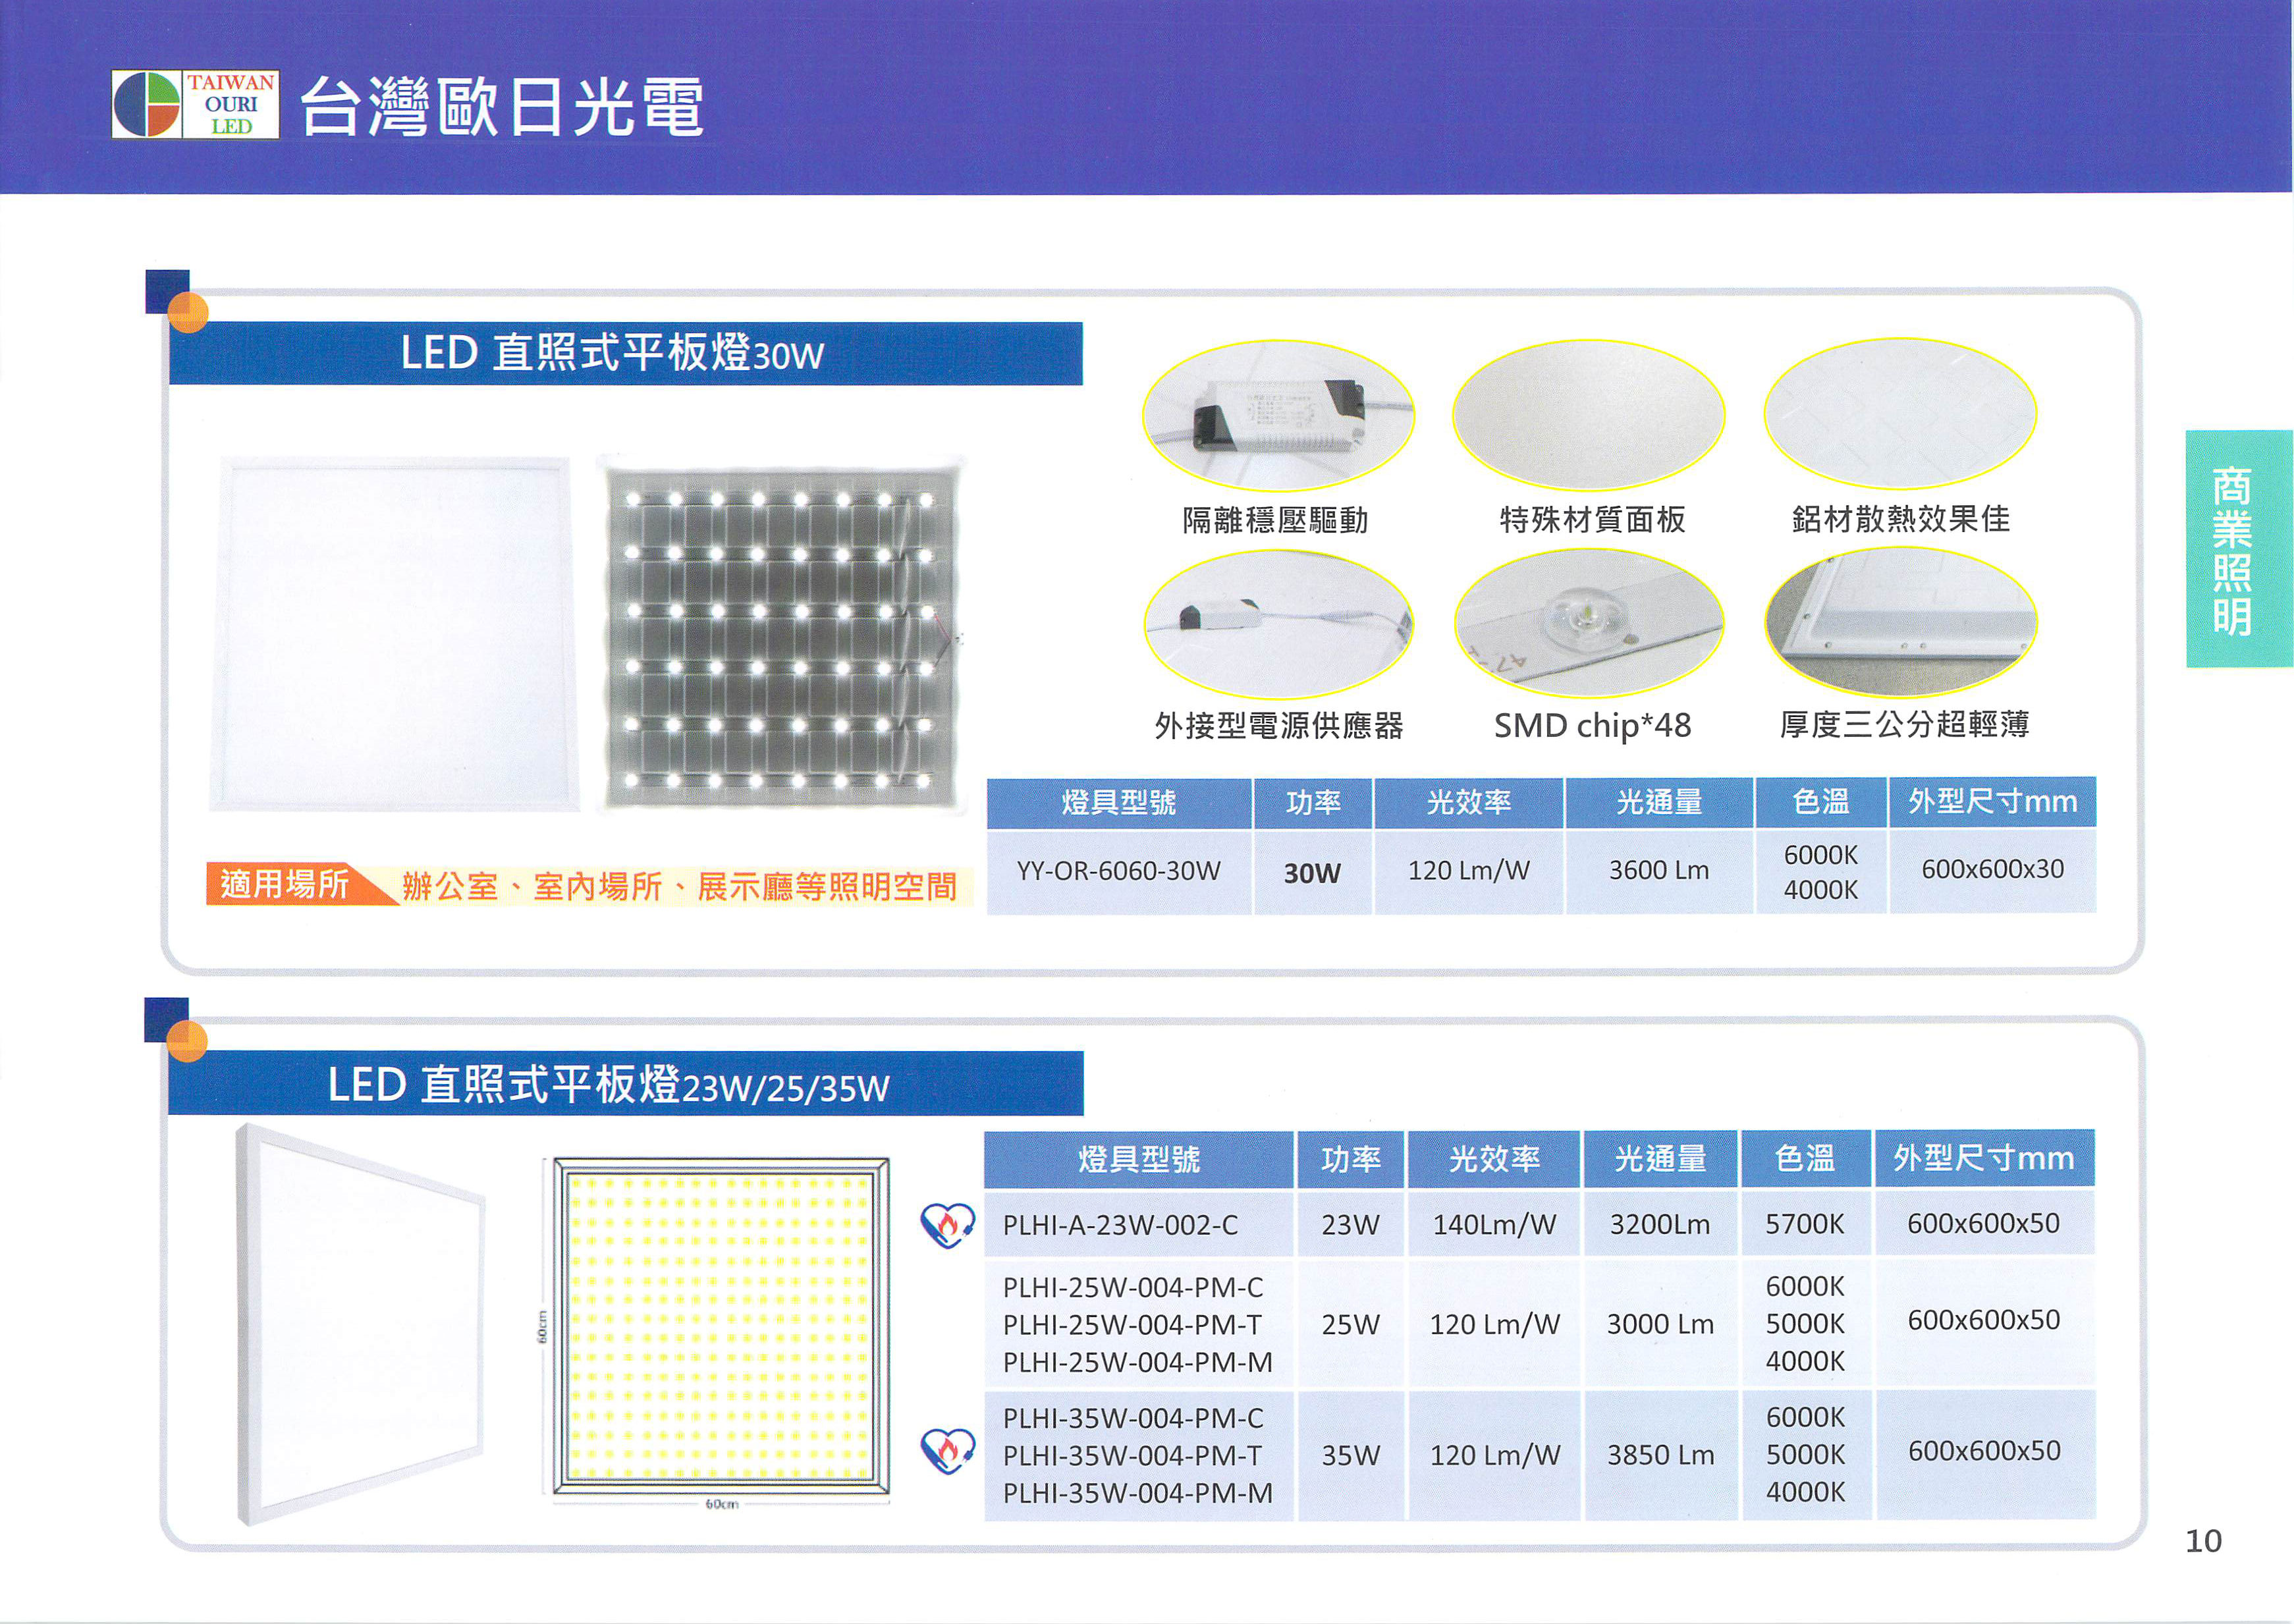 TAIWAN
OURI
LED
台灣歐日光電
LED 直照式平板燈30W
隔離穩壓驅動
特殊材質面板
鋁材散熱效果佳
外接型電源供應器
SMD chip*48
厚度三公分超輕薄
商業照明
燈具型號 功率 光效率 光通量 色溫 外型尺寸mm
YY-OR-6060-30W 30W 120 Lm/W 3600 Lm 6000K 600x600x30
4000K
適用場所 辦公室、室內場所、展示廳等照明空間
LED 直照式平板燈23W/25/35W
60cm
60cm
燈具型號 功率 光效率 光通量 色溫 外型尺寸mm
PLHI-A-23W-002-C 23W 140Lm/W 3200Lm 5700K 600x600x50
PLHI-25W-004-PM-C 6000K
PLHI-25W-004-PM-T 25W 120 Lm/W 3000 Lm 5000K 600x600x50
PLHI-25W-004-PM-M 4000K
PLHI-35W-004-PM-C 6000K
PLHI-35W-004-PM-T 35W 120 Lm/W 3850 Lm 5000K 600x600x50
PLHI-35W-004-PM-M 4000K
10